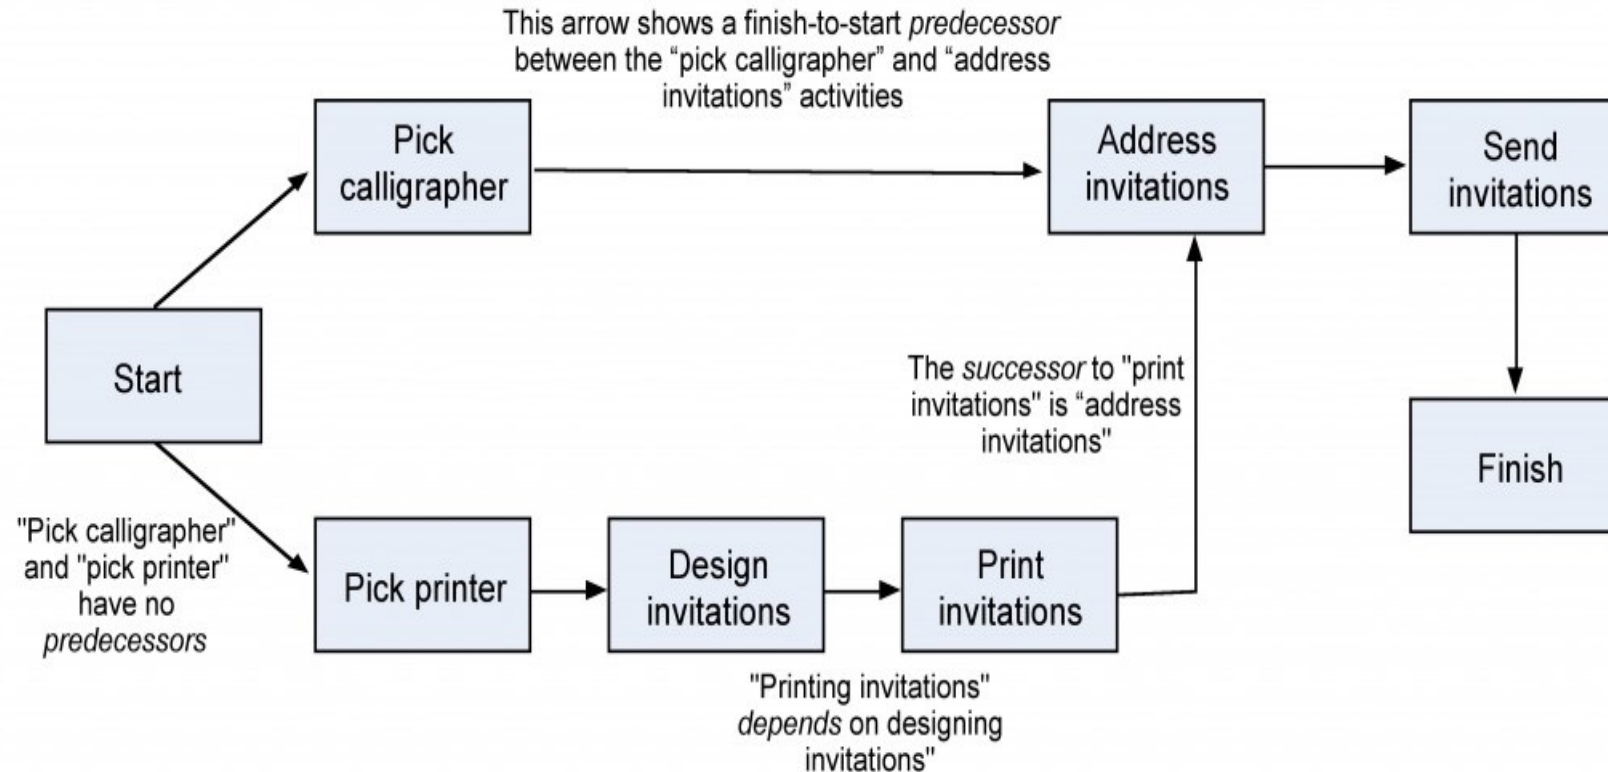 This arrow shows a finish-to-start predecessor
between the “pick calligrapher” and “address
invitations” activities
Pick
calligrapher
Address
invitations
Send
invitations
Start
The successor to "print
invitations" is “address
invitations"
Finish
"Pick calligrapher"
and "pick printer"
have no
predecessors
Pick printer
Design
invitations
Print
invitations
"Printing invitations"
depends on designing
invitations"